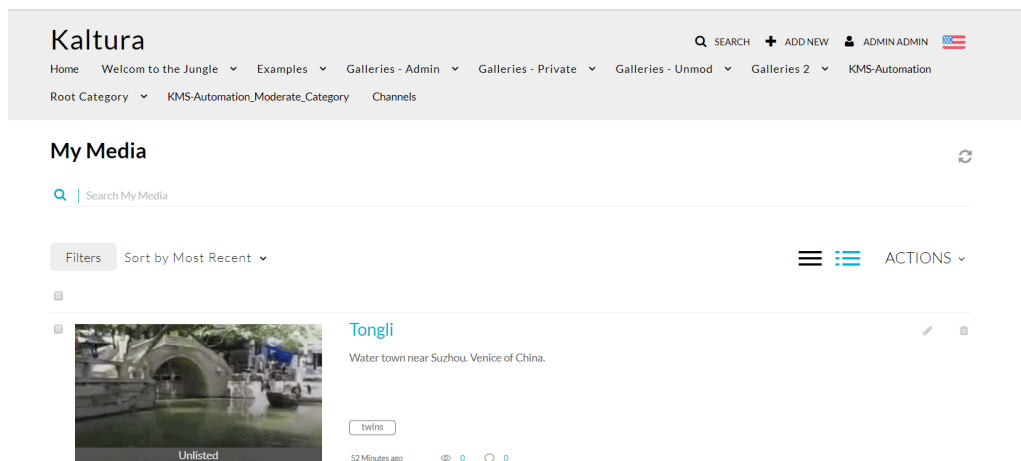 Kaltura
SEARCH ADD NEW ADMIN ADMIN
Home Welcom to the Jungle Examples Galleries - Admin Galleries - Private Galleries - Unmod Galleries 2 KMS-Automation
Root Category KMS-Automation_Moderate_Category Channels
My Media
Search My Media
Filters Sort by Most Recent ACTIONS
Tongli
Water town near Suzhou. Venice of China.
twins
Unlisted
52 Minutes ago 0 0